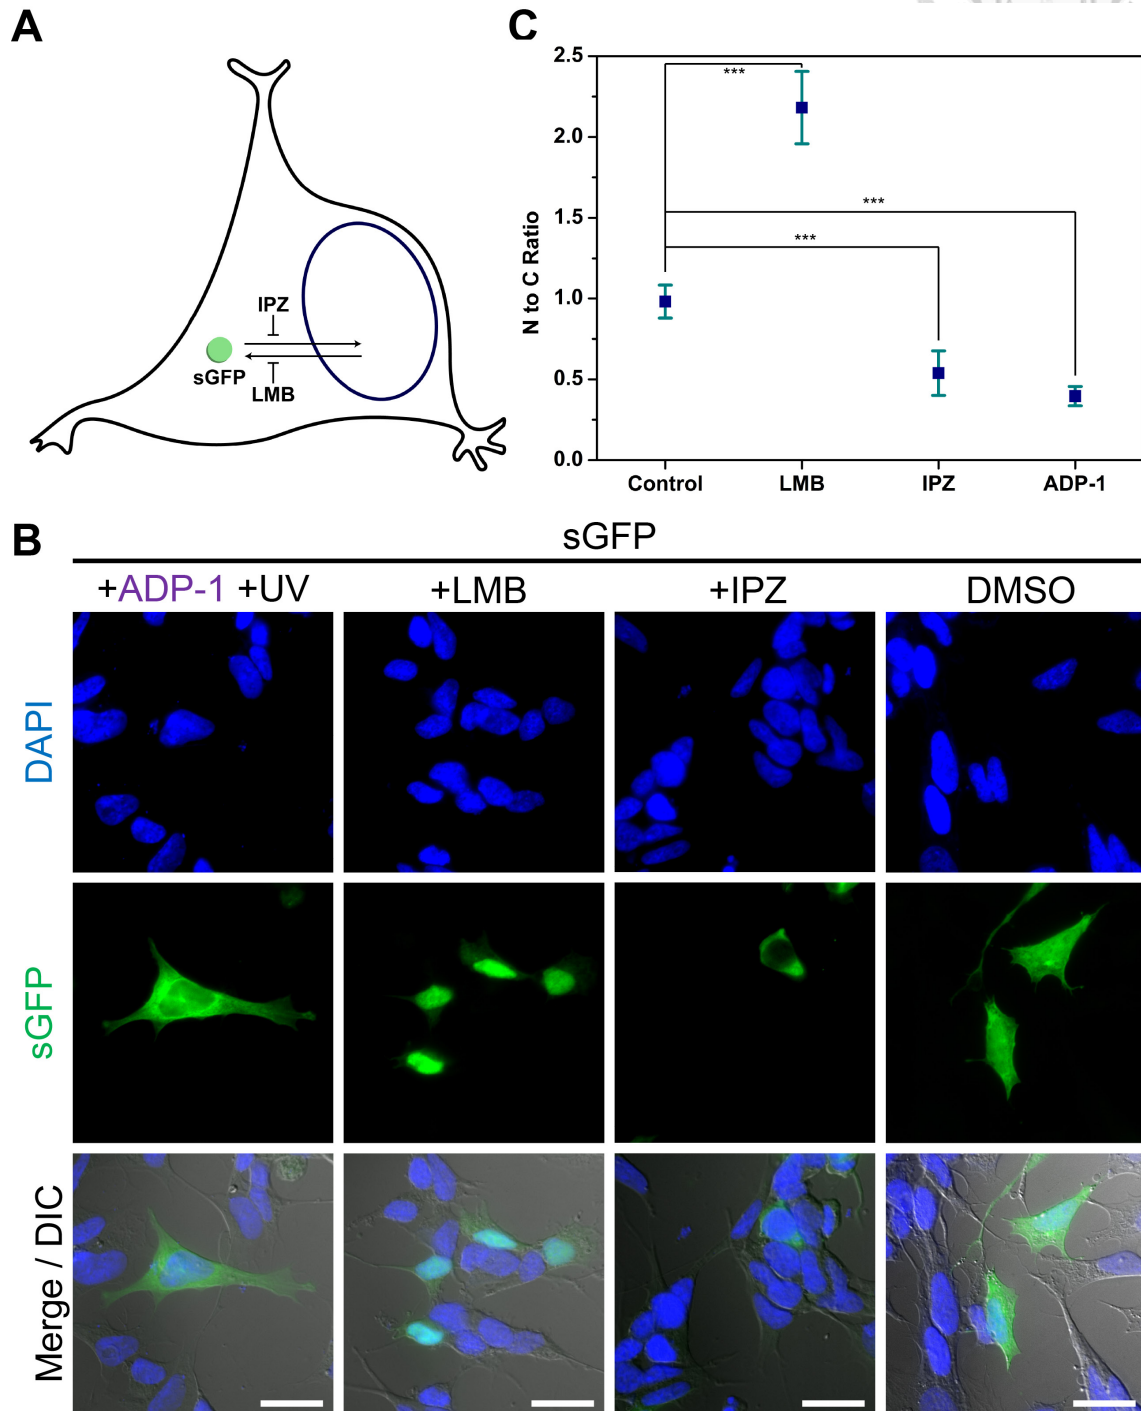 A
IPZ
sGFP
LMB
C
N to C Ratio
2.5
2.0
1.5
1.0
0.5
0.0
***
***
***
Control LMB IPZ ADP-1
B
sGFP
+ADP-1 +UV +LMB +IPZ DMSO
DAPI
sGFP
Merge / DIC